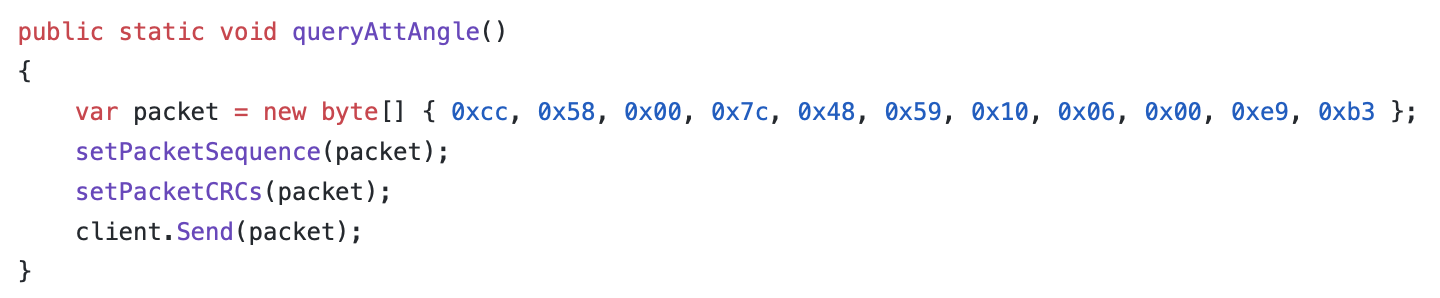 public static void queryAttAngle()
{
    var packet = new byte[] { 0xcc, 0x58, 0x00, 0x7c, 0x48, 0x59, 0x10, 0x06, 0x00, 0xe9, 0xb3 };
    setPacketSequence(packet);
    setPacketCRCs(packet);
    client.Send(packet);
}